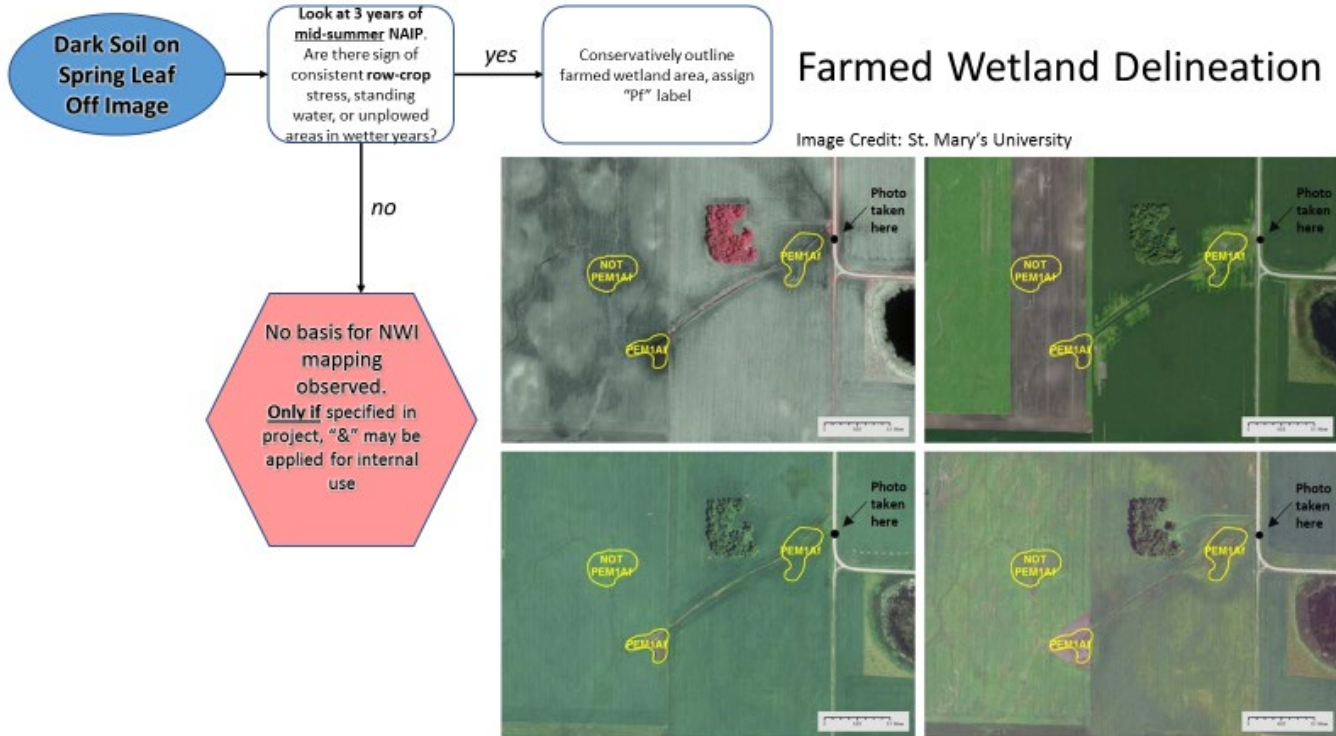 Dark Soil on
Spring Leaf
Off Image
Look at 3 years of
mid-summer NAIP.
Are there sign of
consistent row-crop
stress, standing
water, or unplowed
areas in wetter years?
yes
Conservatively outline
farmed wetland area, assign
"Pf" label
Farmed Wetland Delineation
Image Credit: St. Mary's University
no
No basis for NWI
mapping
observed.
Only if specified in
project, "&" may be
applied for internal
use
Photo
taken
here
NOT
PEM1Af
PEM1Af
PEM1Af
Photo
taken
here
NOT
PEM1Af
PEM1Af
PEM1Af
Photo
taken
here
NOT
PEM1Af
PEM1Af
PEM1Af
Photo
taken
here
NOT
PEM1Af
PEM1Af
PEM1Af